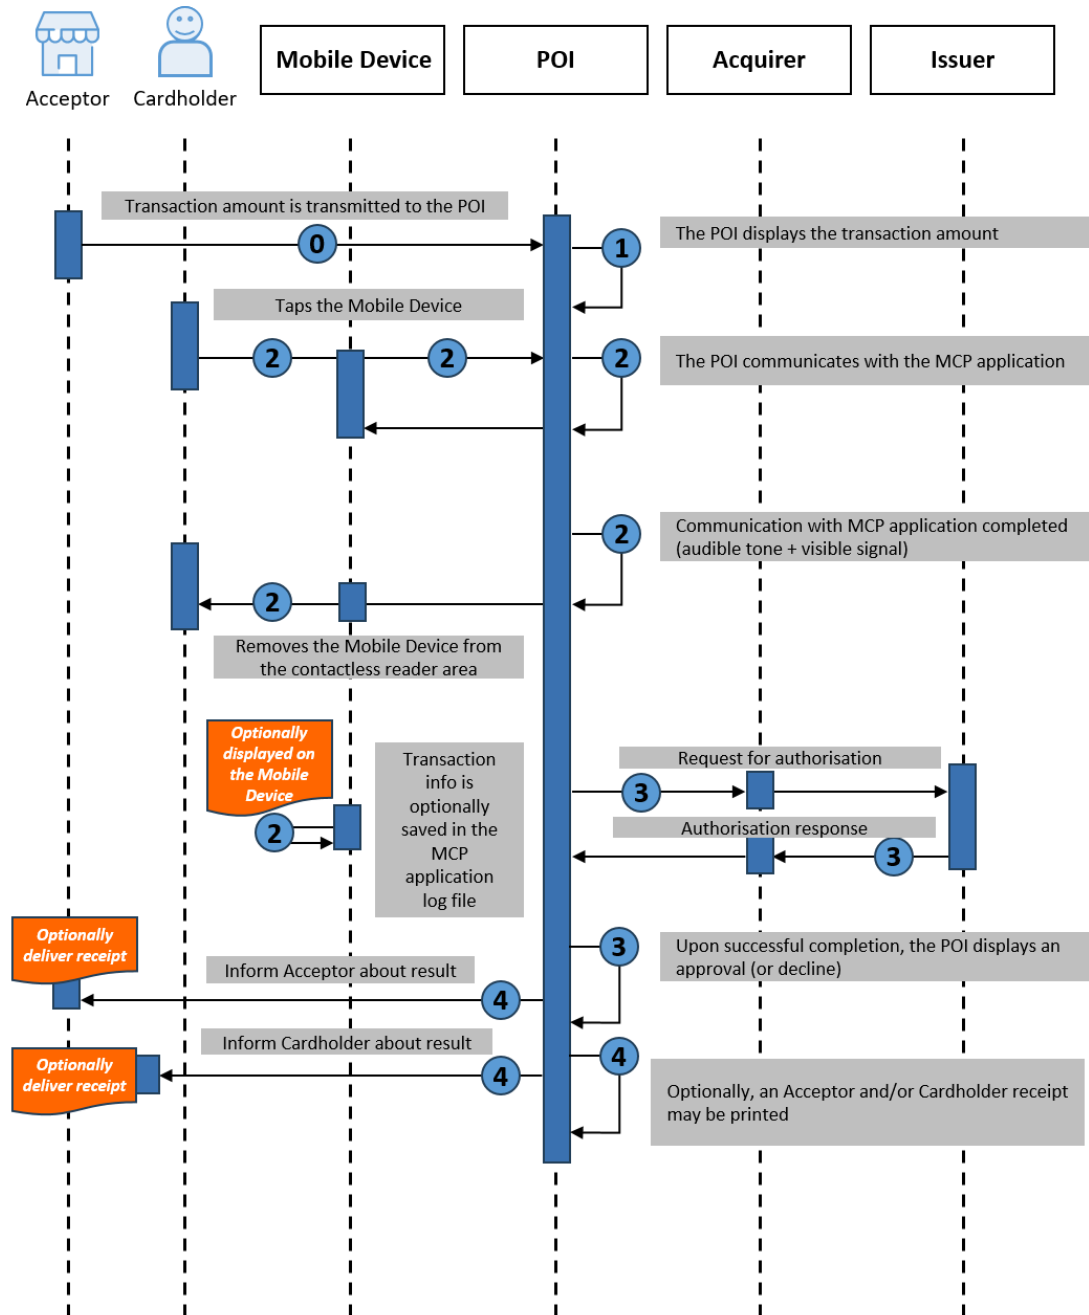 Acceptor
Cardholder
Mobile Device
POI
Acquirer
Issuer
Transaction amount is transmitted to the POI
0
1
The POI displays the transaction amount
Taps the Mobile Device
2
2
2
The POI communicates with the MCP application
2
Communication with MCP application completed
(audible tone + visible signal)
2
Removes the Mobile Device from
the contactless reader area
Optionally
displayed on
the Mobile
Device
2
Transaction
info is
optionally
saved in the
MCP
application
log file
Request for authorisation
3
Authorisation response
3
Optionally
deliver receipt
3
Upon successful completion, the POI displays an
approval (or decline)
Inform Acceptor about result
4
Inform Cardholder about result
4
Optionally
deliver receipt
4
Optionally, an Acceptor and/or Cardholder receipt
may be printed